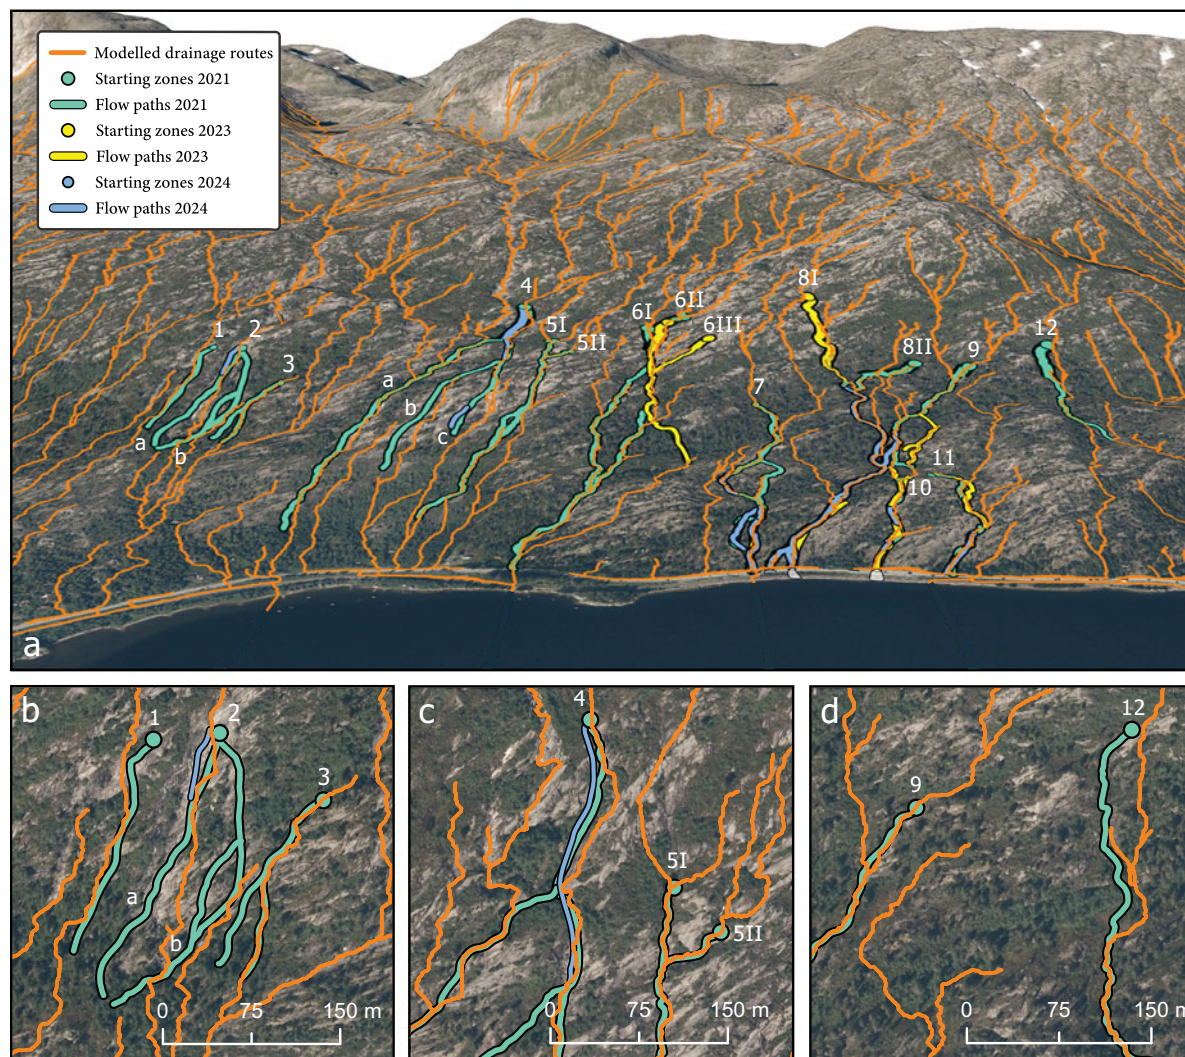 Modelled drainage routes
Starting zones 2021
Flow paths 2021
Starting zones 2023
Flow paths 2023
Starting zones 2024
Flow paths 2024
8I
4
6I
6II
6III
5I
5II
1
2
3
12
9
8II
7
a
b
c
a
b
11
10
a
b
1
2
3
a
b
0
75
150 m
c
4
5I
5II
0
75
150 m
d
12
9
0
75
150 m